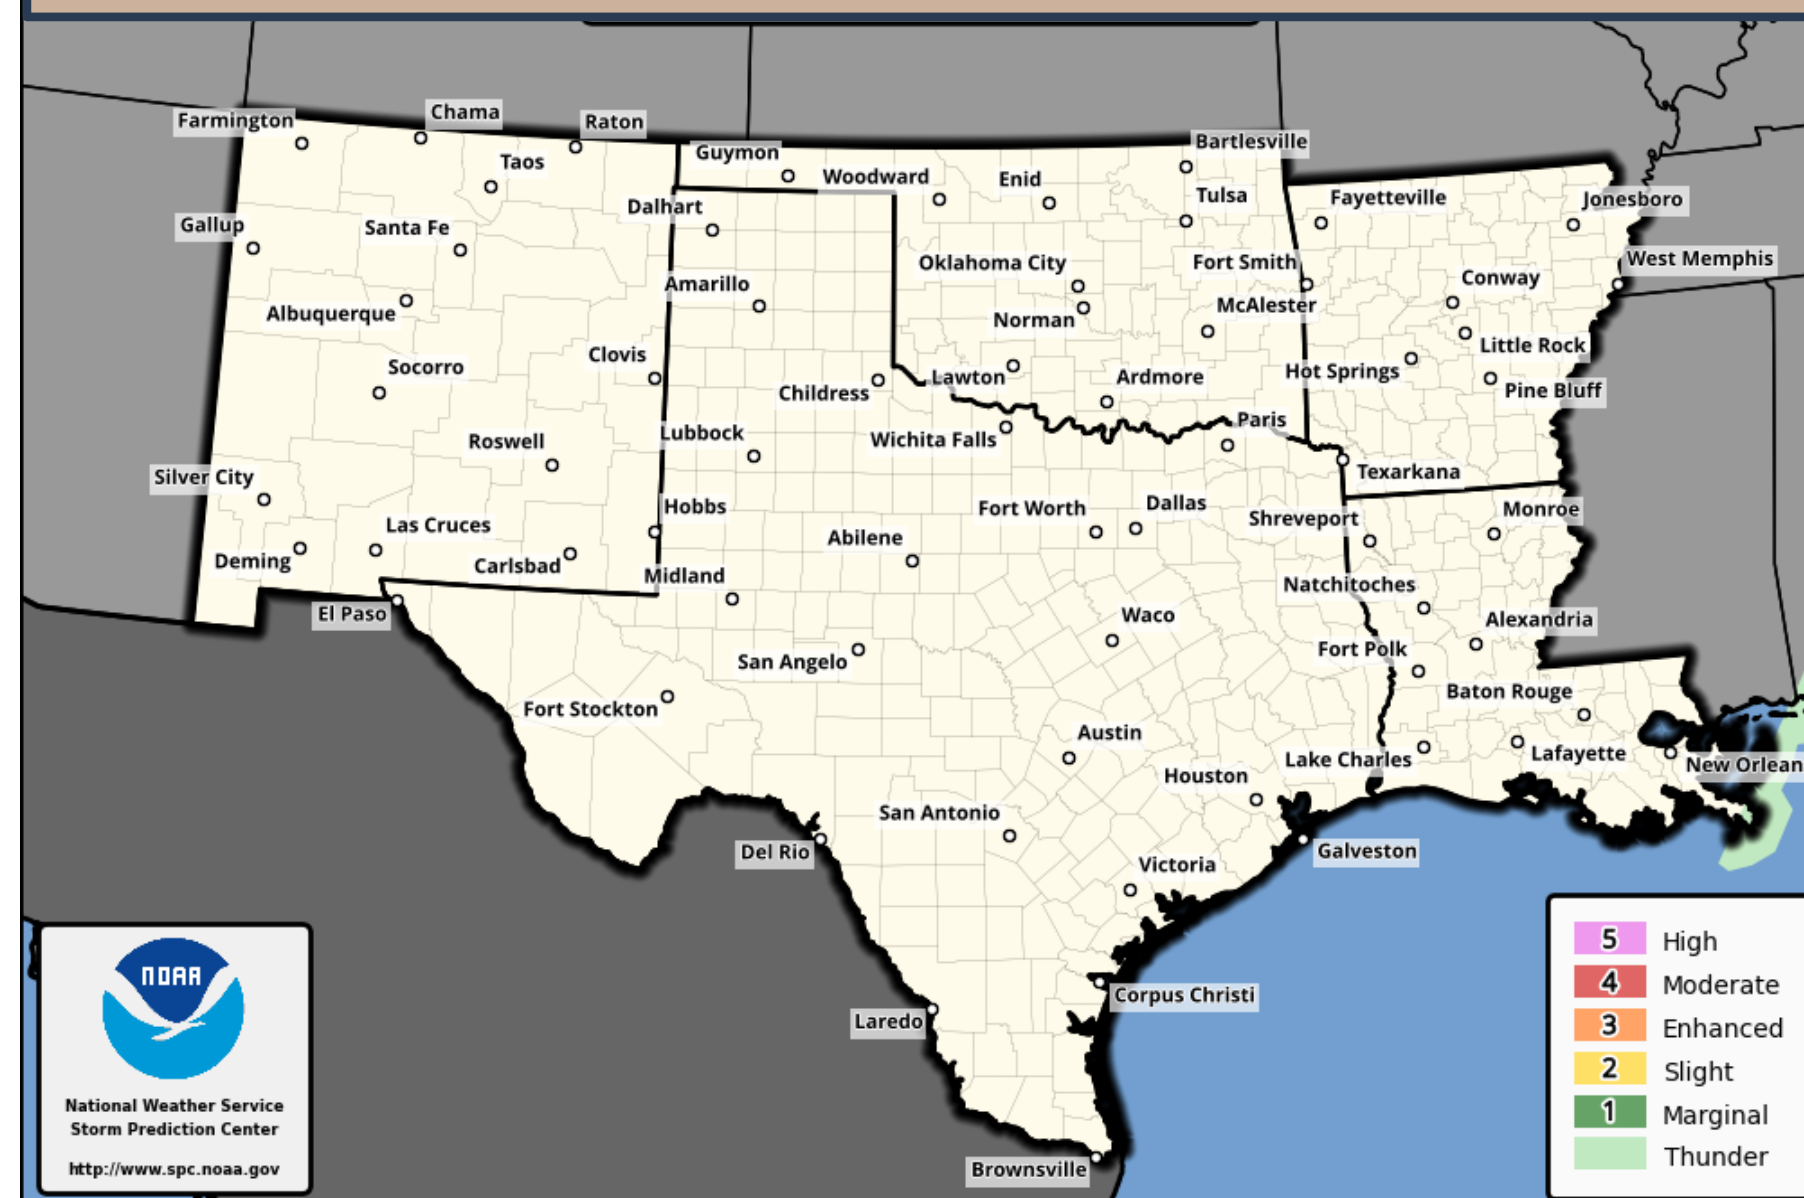 Farmington
Chama
Raton
Taos
Guymon
Woodward
Enid
Bartlesville
Tulsa
Fayetteville
Jonesboro
Dalhart
Gallup
Santa Fe
Oklahoma City
Fort Smith
West Memphis
Amarillo
Conway
Albuquerque
Norman
McAlester
Little Rock
Socorro
Clovis
Childress
Lawton
Ardmore
Hot Springs
Pine Bluff
Roswell
Lubbock
Wichita Falls
Paris
Texarkana
Silver City
Hobbs
Fort Worth
Dallas
Shreveport
Monroe
Las Cruces
Abilene
Deming
Carlsbad
Midland
Natchitoches
El Paso
Waco
Alexandria
San Angelo
Fort Polk
Fort Stockton
Baton Rouge
Austin
Lake Charles
Lafayette
New Orlean
Houston
San Antonio
Del Rio
Galveston
Victoria
Corpus Christi
Laredo
Brownsville
NOAA
National Weather Service
Storm Prediction Center
http://www.spc.noaa.gov
5 High
4 Moderate
3 Enhanced
2 Slight
1 Marginal
Thunder